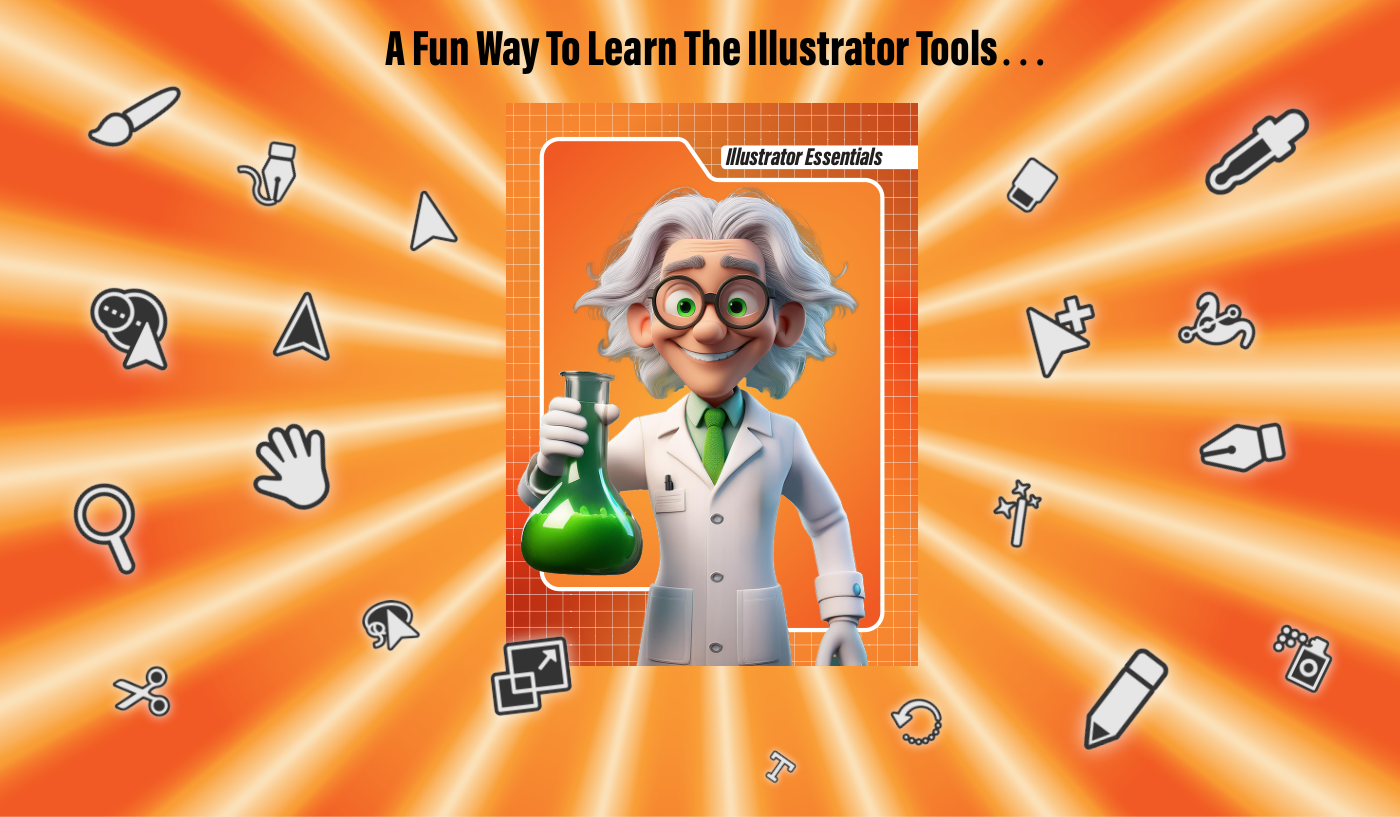 A Fun Way To Learn The Illustrator Tools...
Illustrator Essentials
T